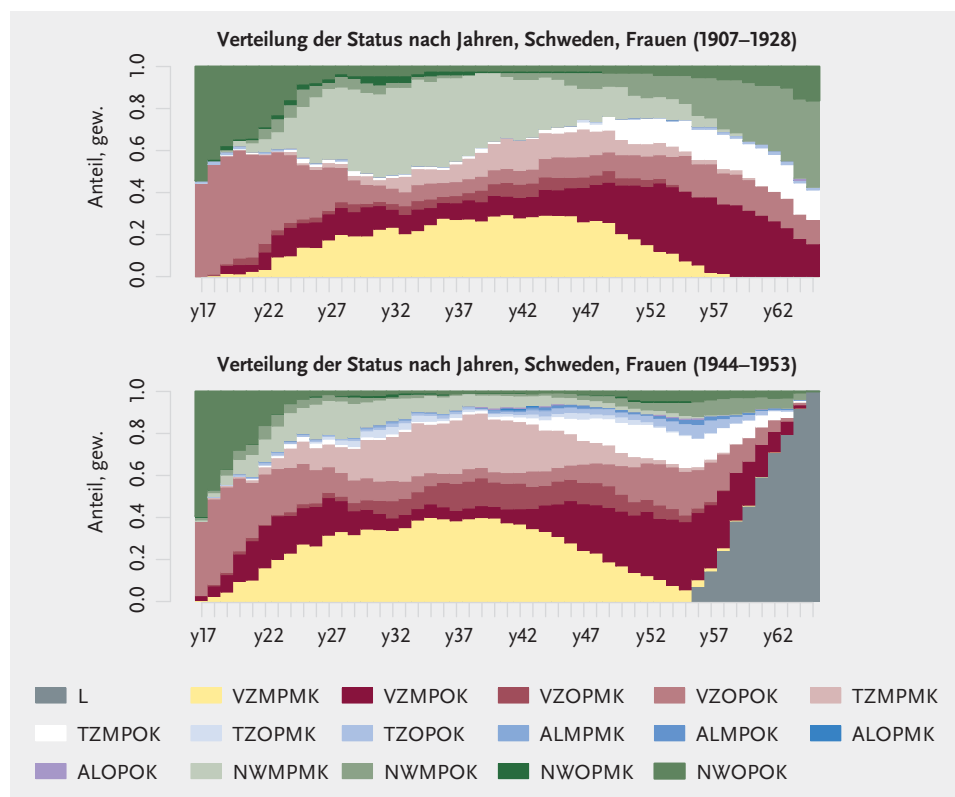 Verteilung der Status nach Jahren, Schweden, Frauen (1907–1928)
Anteil, gew.
1.0
0.8
0.6
0.4
0.2
0.0
y17 y22 y27 y32 y37 y42 y47 y52 y57 y62
Verteilung der Status nach Jahren, Schweden, Frauen (1944–1953)
Anteil, gew.
1.0
0.8
0.6
0.4
0.2
0.0
y17 y22 y27 y32 y37 y42 y47 y52 y57 y62
L VZMPMK VZMPOK VZOPMK VZOPOK TZMPMK
TZMPOK TZOPMK TZOPOK ALMPMK ALMPOK ALOPMK
ALOPOK NWMPMK NWMPOK NWOPMK NWOPOK